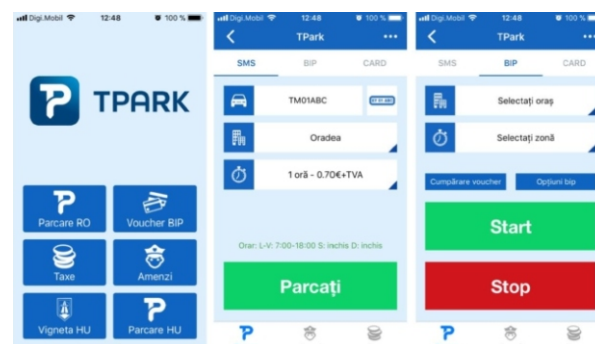 Digi.Mobil 12:48 100 %
TPARK
Parcare RO
Voucher BIP
Taxe
Amenzi
Vigneta HU
Parcare HU
Digi.Mobil 12:48 100 %
TPark
SMS BIP CARD
TM01ABC
Oradea
1 oră - 0.70€+TVA
Orar: L-V: 7:00-18:00 S: inchis D: inchis
Parcați
Digi.Mobil 12:48 100 %
TPark
SMS BIP CARD
Selectați oraș
Selectați zonă
Cumpărare voucher
Opțiuni bip
Start
Stop